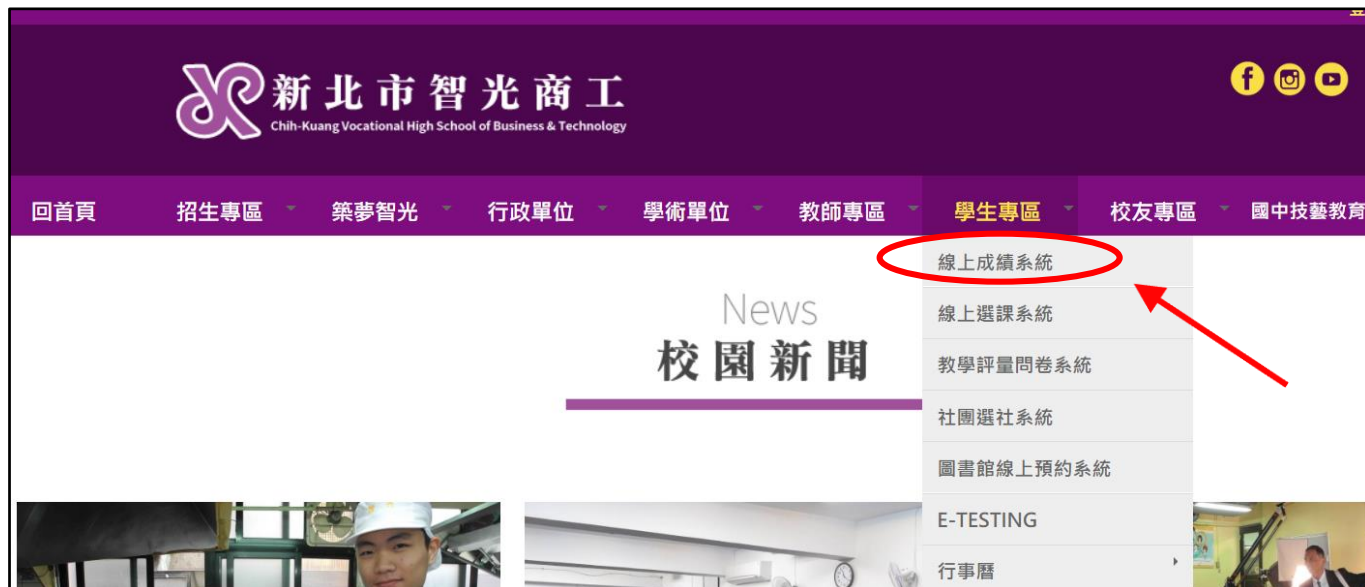 新北市智光商工
Chih-Kuang Vocational High School of Business & Technology
回首頁 招生專區 築夢智光 行政單位 學術單位 教師專區 學生專區 校友專區 國中技藝教育
線上成績系統
線上選課系統
教學評量問卷系統
社團選社系統
圖書館線上預約系統
E-TESTING
行事曆
News
校園新聞